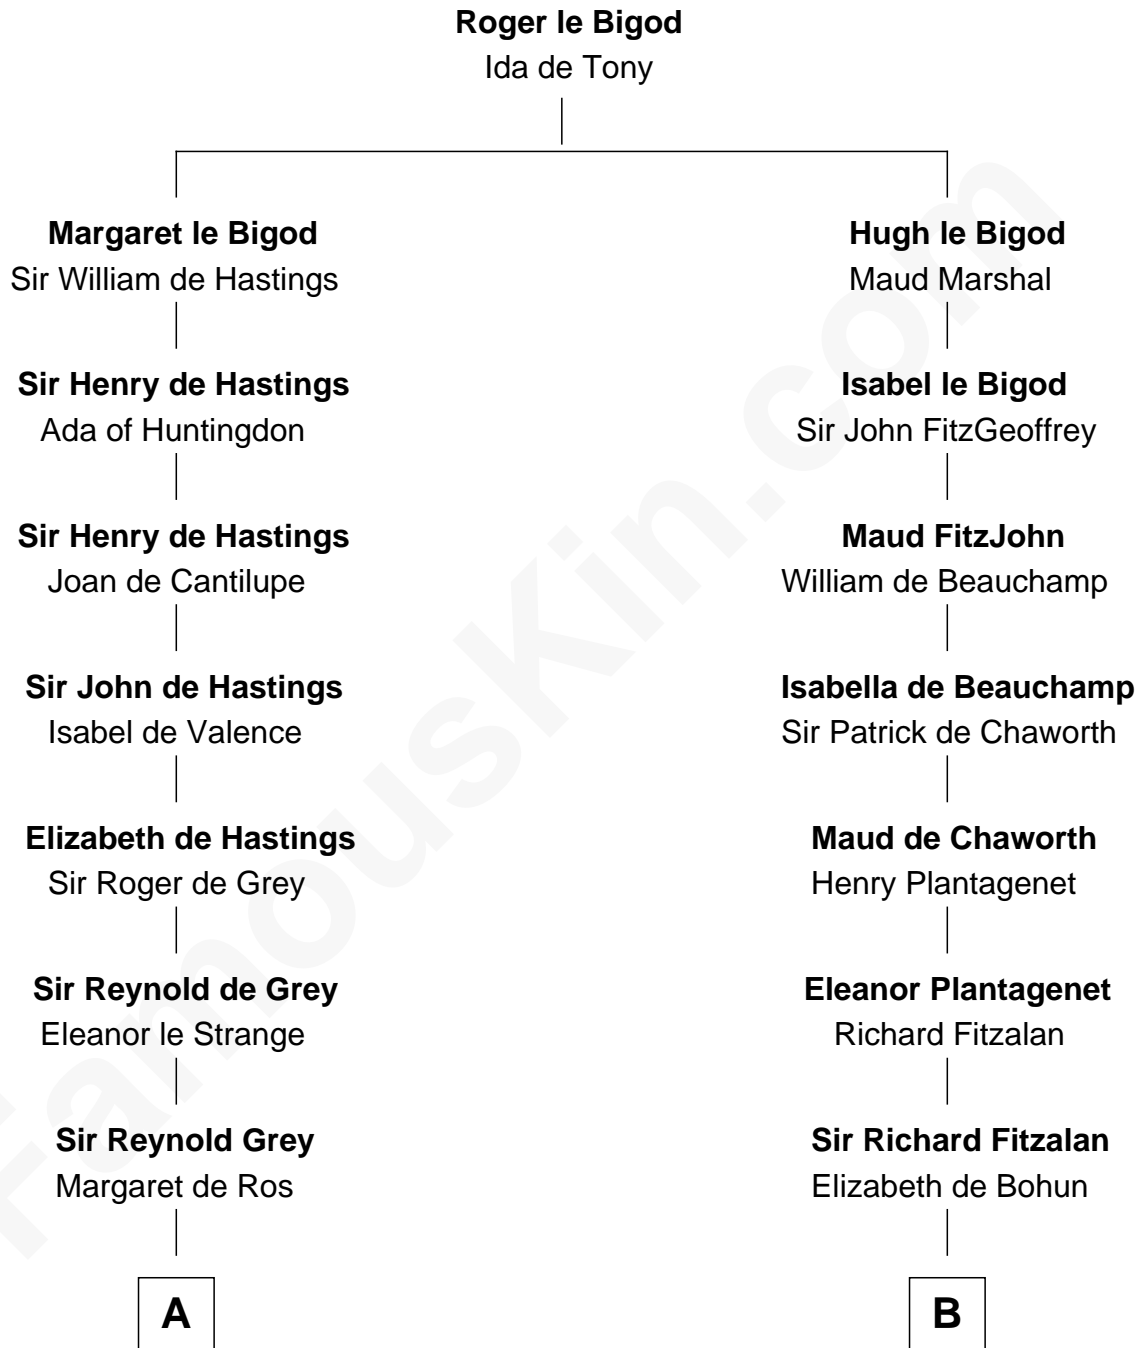 Roger le Bigod
Ida de Tony
Margaret le Bigod
Sir William de Hastings
Hugh le Bigod
Maud Marshal
Sir Henry de Hastings
Ada of Huntingdon
Isabel le Bigod
Sir John FitzGeoffrey
Sir Henry de Hastings
Joan de Cantilupe
Maud FitzJohn
William de Beauchamp
Sir John de Hastings
Isabel de Valence
Isabella de Beauchamp
Sir Patrick de Chaworth
Elizabeth de Hastings
Sir Roger de Grey
Maud de Chaworth
Henry Plantagenet
Sir Reynold de Grey
Eleanor le Strange
Eleanor Plantagenet
Richard Fitzalan
Sir Reynold Grey
Margaret de Ros
Sir Richard Fitzalan
Elizabeth de Bohun
A
B
FamousKin.com